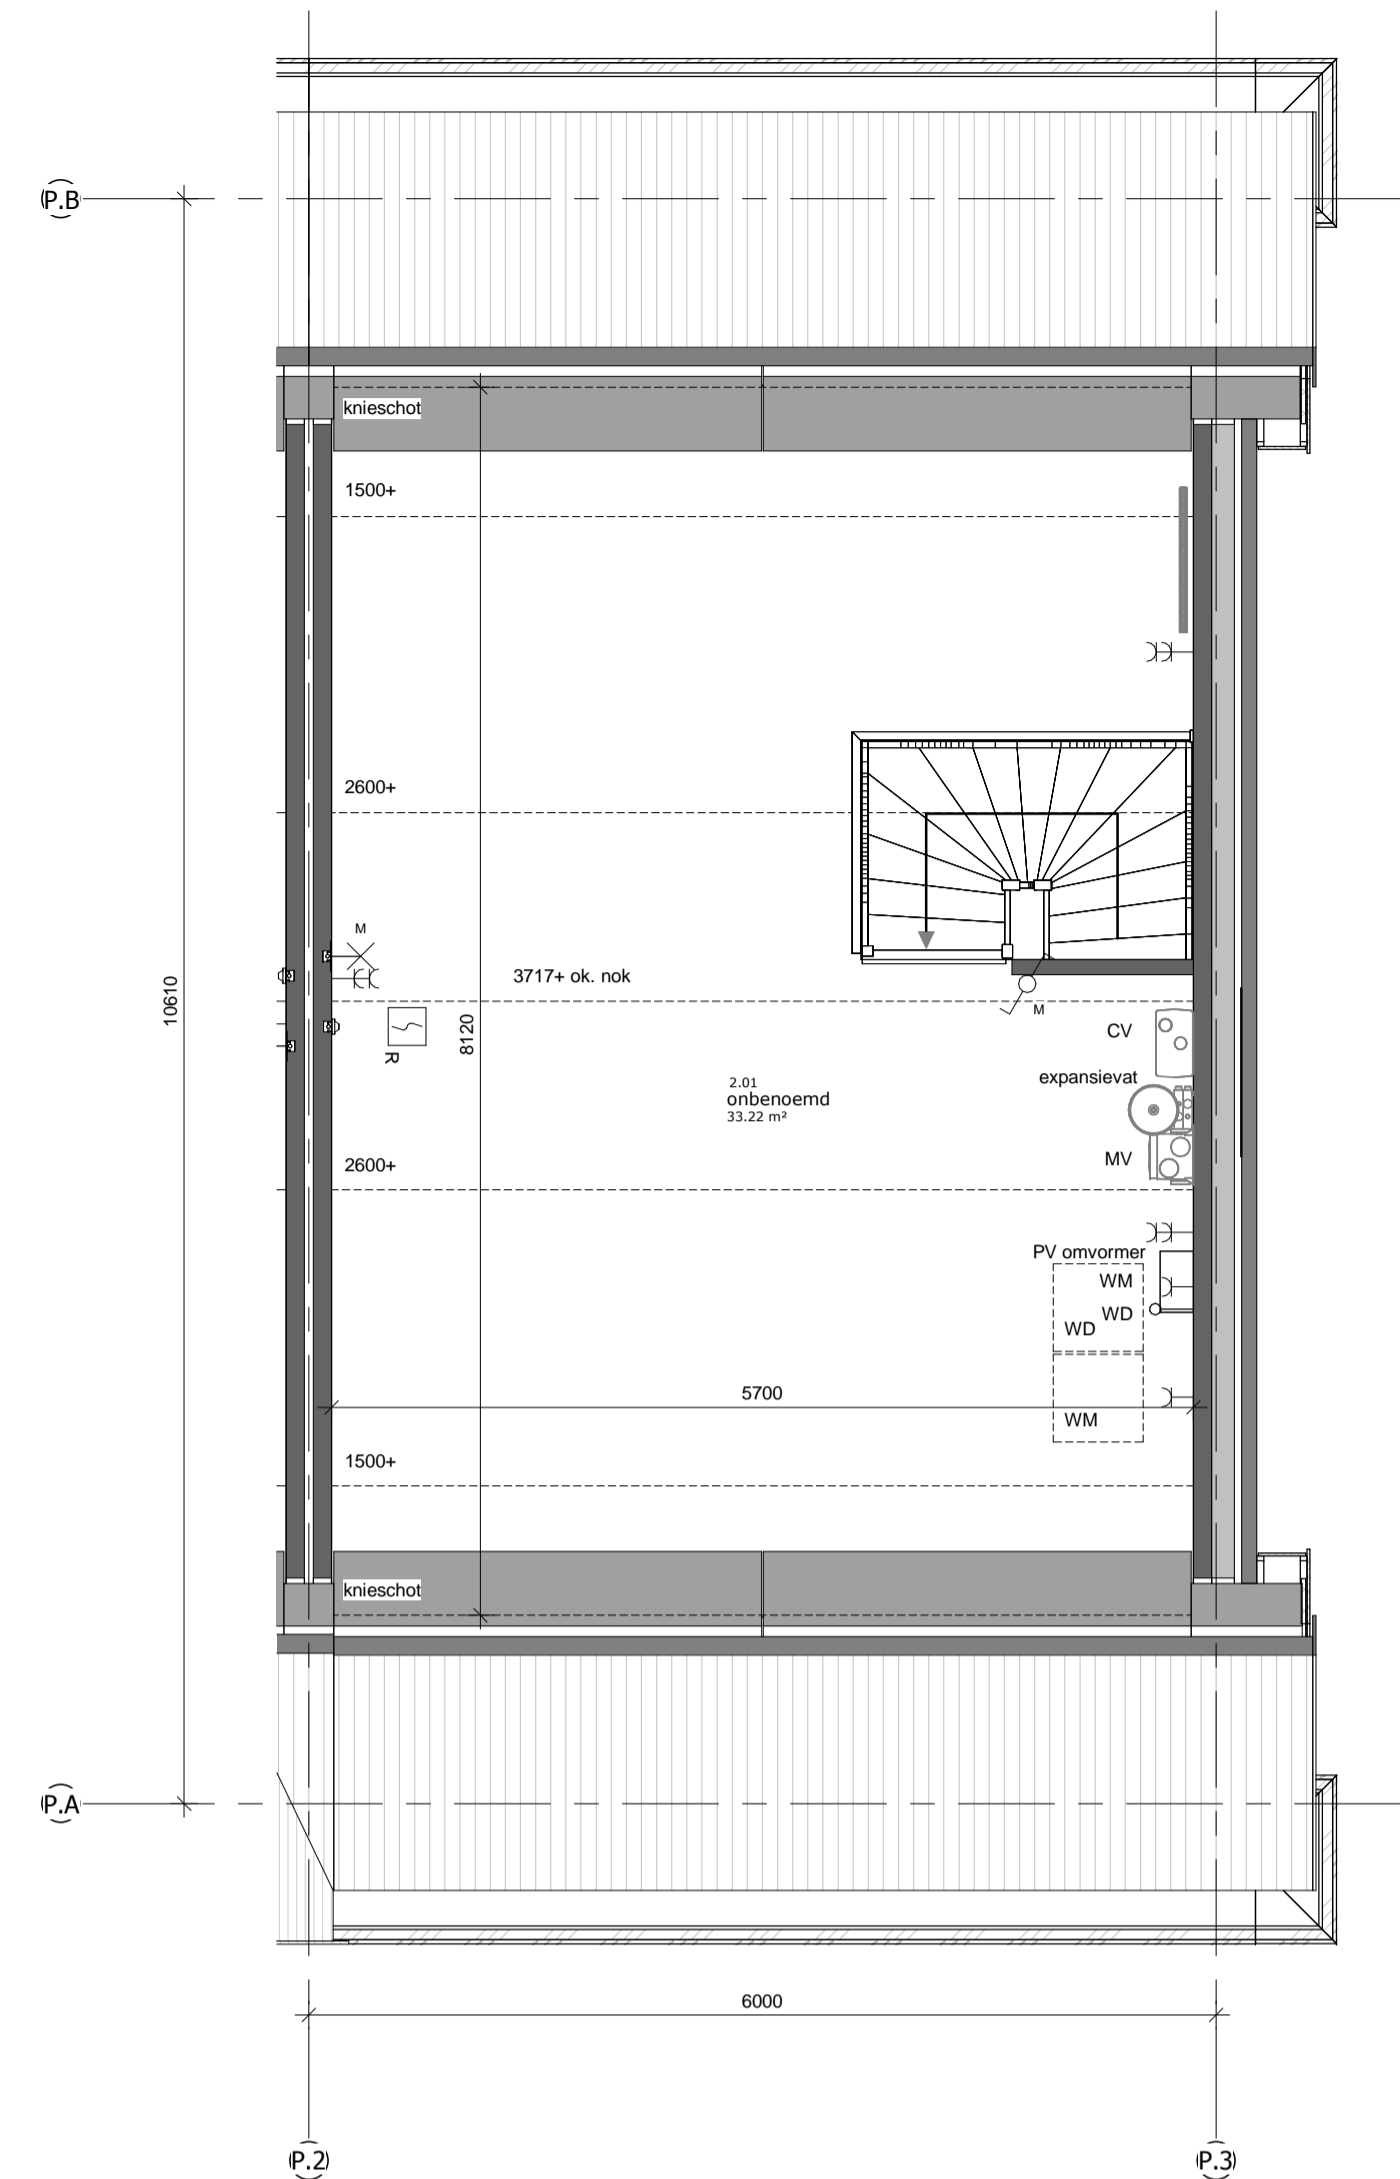 P.B
knieschot
1500+
2600+
M
3717+ ok. nok
M
10610
8120
R
CV
expansievat
2.01
onbenoemd
33.22 m²
MV
2600+
PV omvormer
WM
WD
WD
5700
WM
1500+
knieschot
P.A
6000
P.2
P.3